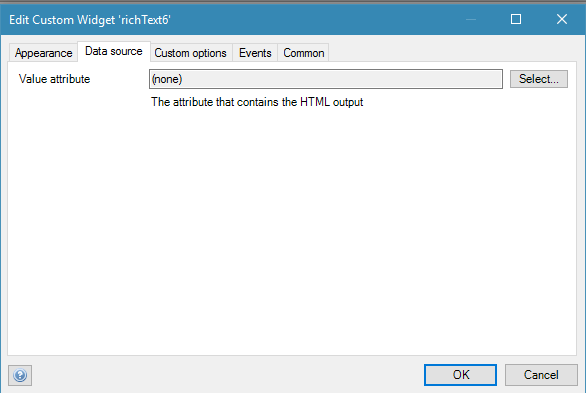 Edit Custom Widget 'richText6'
Appearance Data source Custom options Events Common
Value attribute (none) Select...
The attribute that contains the HTML output
? OK Cancel